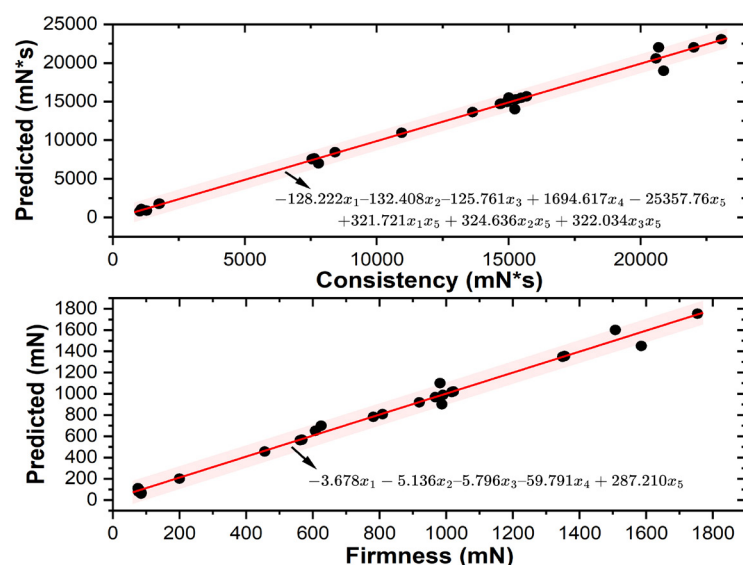 25000
20000
15000
10000
5000
0
Predicted (mN*s)
−128.222x₁–132.408x₂–125.761x₃ + 1694.617x₄ − 25357.76x₅
+321.721x₁x₅ + 324.636x₂x₅ + 322.034x₃x₅
0 5000 10000 15000 20000
Consistency (mN*s)
1800
1600
1400
1200
1000
800
600
400
200
0
Predicted (mN)
−3.678x₁ − 5.136x₂–5.796x₃–59.791x₄ + 287.210x₅
0 200 400 600 800 1000 1200 1400 1600 1800
Firmness (mN)